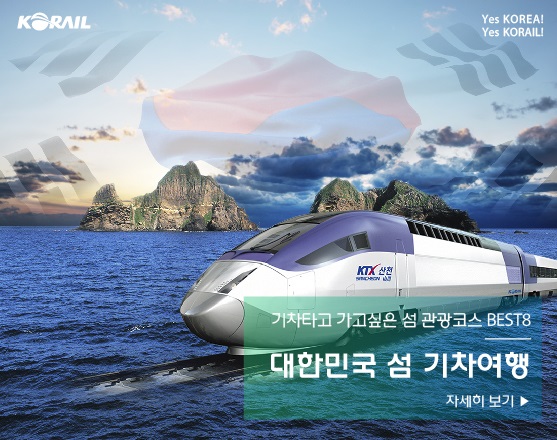 KORAIL
Yes KOREA!
Yes KORAIL!
KTX 산천
SANCHEON
기차타고 가고싶은 섬 관광코스 BEST8
대한민국 섬 기차여행
자세히 보기 ▶